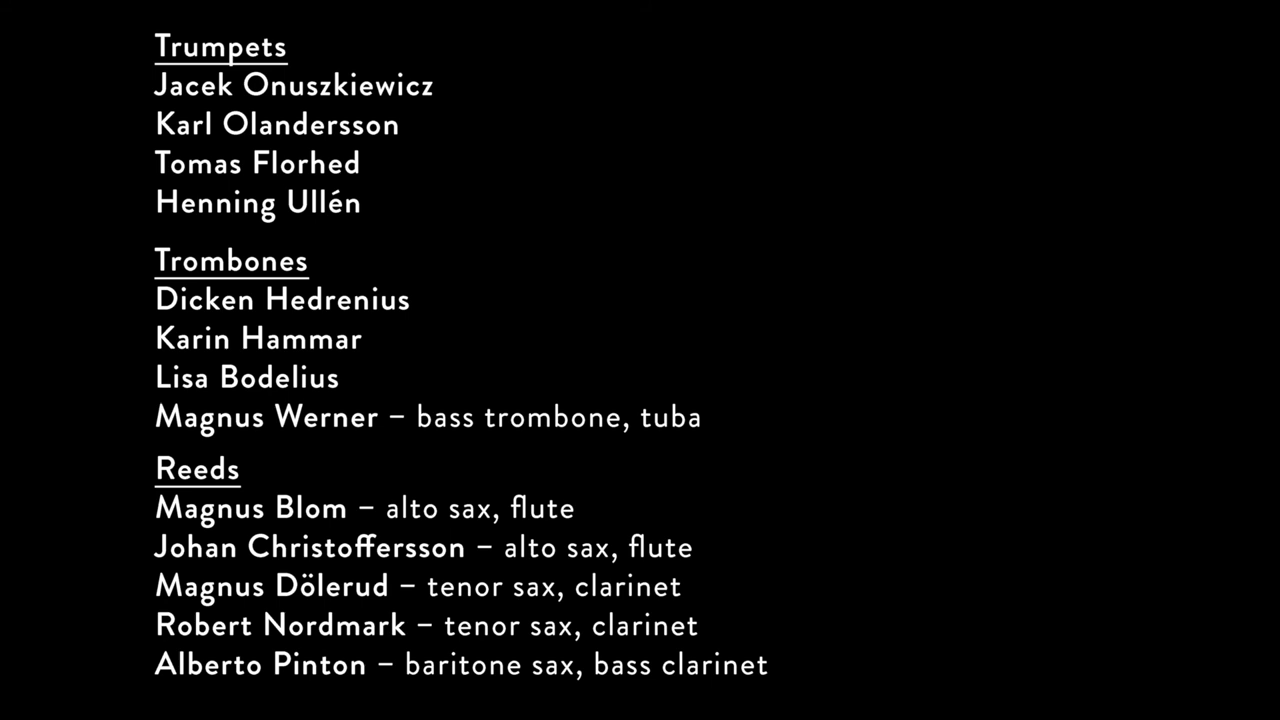 Trumpets
Jacek Onuszkiewicz
Karl Olandersson
Tomas Florhed
Henning Ullén
Trombones
Dicken Hedrenius
Karin Hammar
Lisa Bodelius
Magnus Werner – bass trombone, tuba
Reeds
Magnus Blom – alto sax, flute
Johan Christoffersson – alto sax, flute
Magnus Dölerud – tenor sax, clarinet
Robert Nordmark – tenor sax, clarinet
Alberto Pinton – baritone sax, bass clarinet